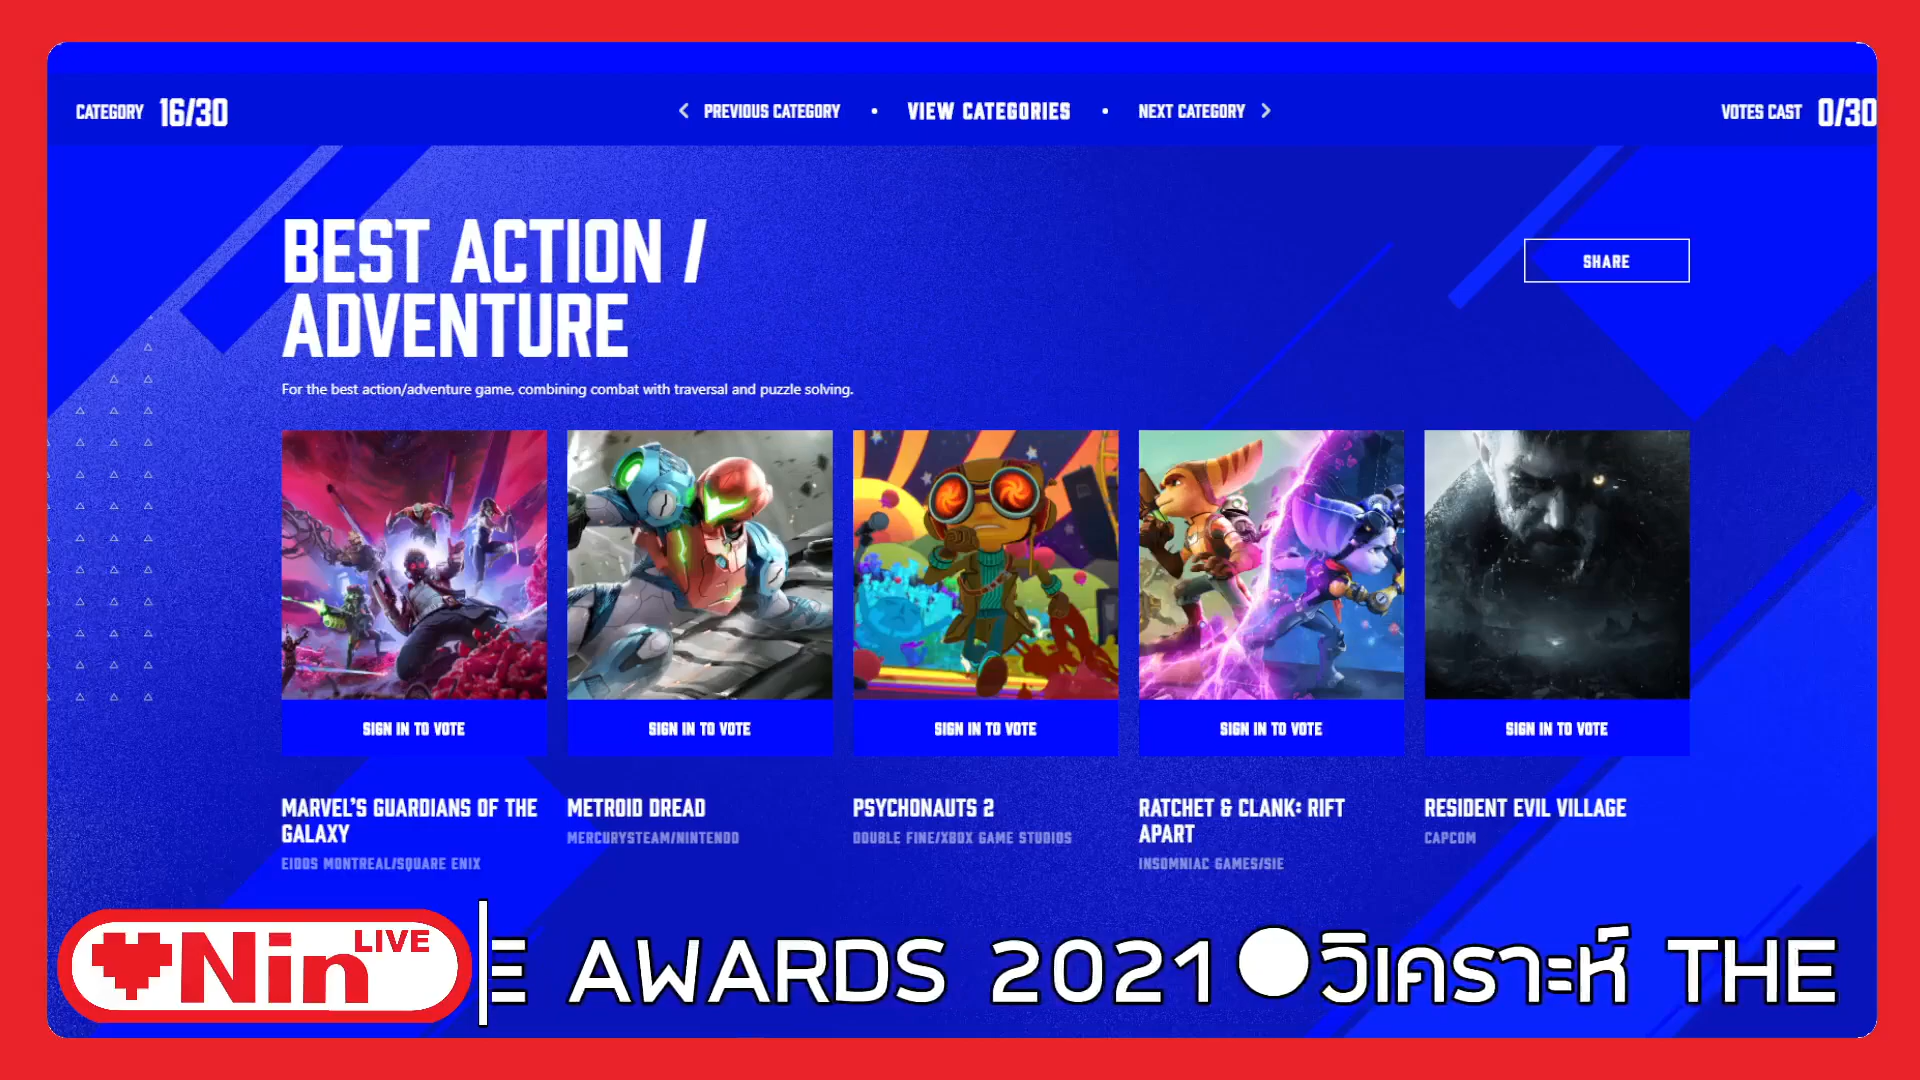 CATEGORY 16/30
PREVIOUS CATEGORY • VIEW CATEGORIES • NEXT CATEGORY
VOTES CAST 0/30
BEST ACTION /
ADVENTURE
SHARE
For the best action/adventure game, combining combat with traversal and puzzle solving.
SIGN IN TO VOTE
SIGN IN TO VOTE
SIGN IN TO VOTE
SIGN IN TO VOTE
SIGN IN TO VOTE
MARVEL'S GUARDIANS OF THE
GALAXY
EIDOS MONTREAL/SQUARE ENIX
METROID DREAD
MERCURYSTEAM/NINTENDO
PSYCHONAUTS 2
DOUBLE FINE/XBOX GAME STUDIOS
RATCHET & CLANK: RIFT
APART
INSOMNIAC GAMES/SIE
RESIDENT EVIL VILLAGE
CAPCOM
Nin LIVE
E AWARDS 2021●วิเคราะห์ THE